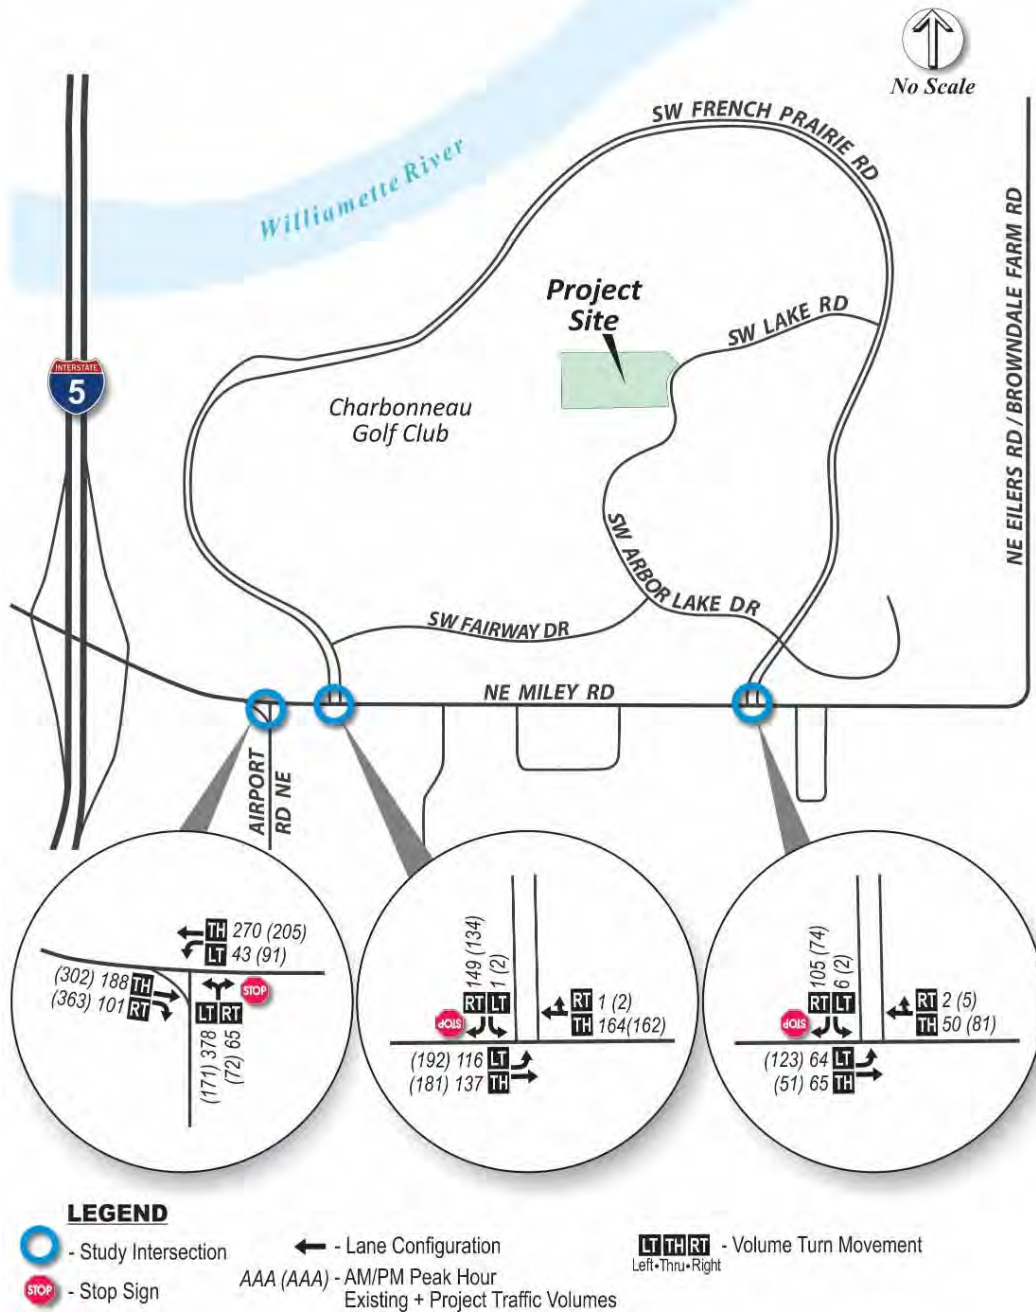 No Scale
SW FRENCH PRAIRIE RD
Williamette River
NE EILERS RD / BROWNDALE FARM RD
Project
Site
SW LAKE RD
INTERSTATE
5
Charbonneau
Golf Club
SW ARBOR LAKE DR
SW FAIRWAY DR
NE MILEY RD
AIRPORT
RD NE
TH 270 (205)
LT 43 (91)
(302) 188 TH
(363) 101 RT
STOP
LT RT
(171) 378
(72) 65
149 (134)
1 (2)
RT LT
STOP
RT 1 (2)
TH 164(162)
(192) 116 LT
(181) 137 TH
105 (74)
6 (2)
RT LT
STOP
RT 2 (5)
TH 50 (81)
(123) 64 LT
(51) 65 TH
LEGEND
- Study Intersection
STOP - Stop Sign
- Lane Configuration
AAA (AAA) - AM/PM Peak Hour
Existing + Project Traffic Volumes
LT TH RT - Volume Turn Movement
Left•Thru•Right